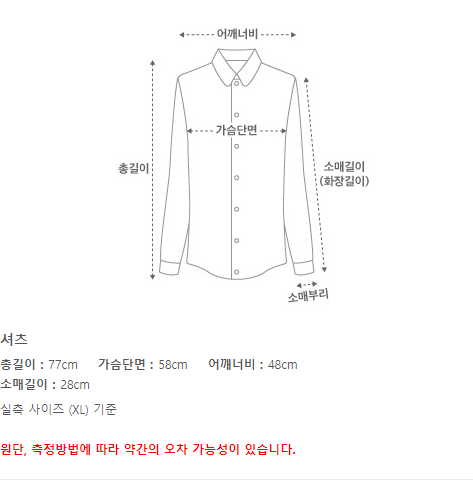 어깨너비
가슴단면
총길이
소매길이
(화장길이)
소매부리
셔츠
총길이 : 77cm 가슴단면 : 58cm 어깨너비 : 48cm
소매길이 : 28cm
실측 사이즈 (XL) 기준
원단, 측정방법에 따라 약간의 오차 가능성이 있습니다.